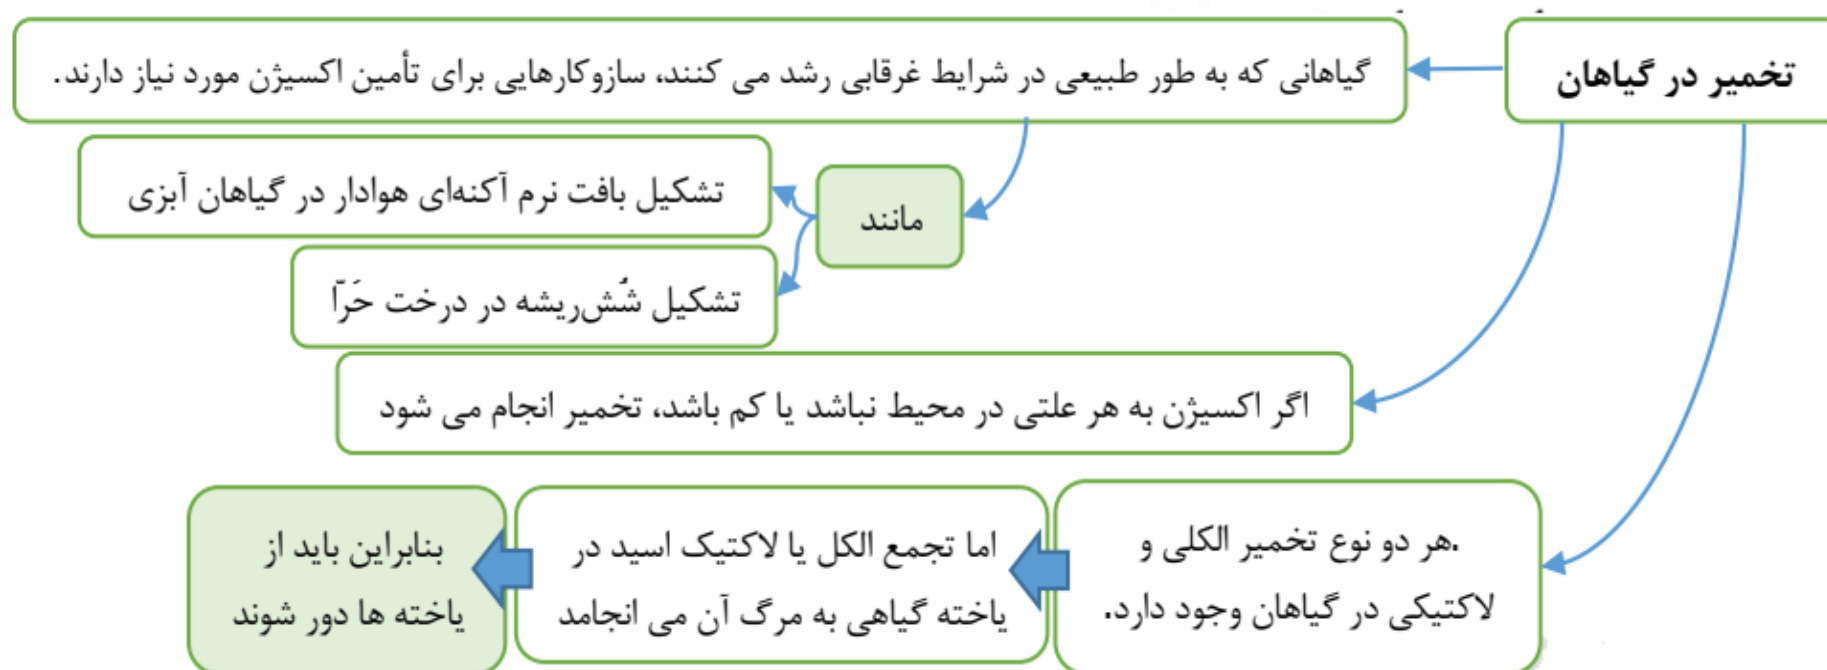 تخمیر در گیاهان
گیاهانی که به طور طبیعی در شرایط غرقابی رشد می کنند، سازوکارهایی برای تأمین اکسیژن مورد نیاز دارند.
مانند
تشکیل بافت نرم آکنه‌ای هوادار در گیاهان آبزی
تشکیل شُش‌ریشه در درخت حَرّا
اگر اکسیژن به هر علتی در محیط نباشد یا کم باشد، تخمیر انجام می شود
.هر دو نوع تخمیر الکلی و
لاکتیکی در گیاهان وجود دارد.
اما تجمع الکل یا لاکتیک اسید در
یاخته گیاهی به مرگ آن می انجامد
بنابراین باید از
یاخته ها دور شوند